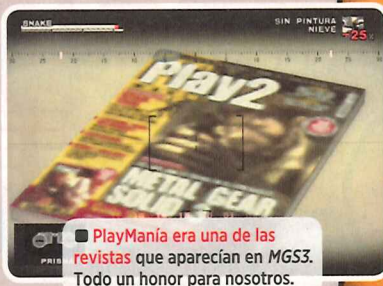 SNAKE
SIN PINTURA
NIEVE
25
Play2
METAL GEAR
SOLID
■ PlayManía era una de las
revistas que aparecían en MGS3.
Todo un honor para nosotros.